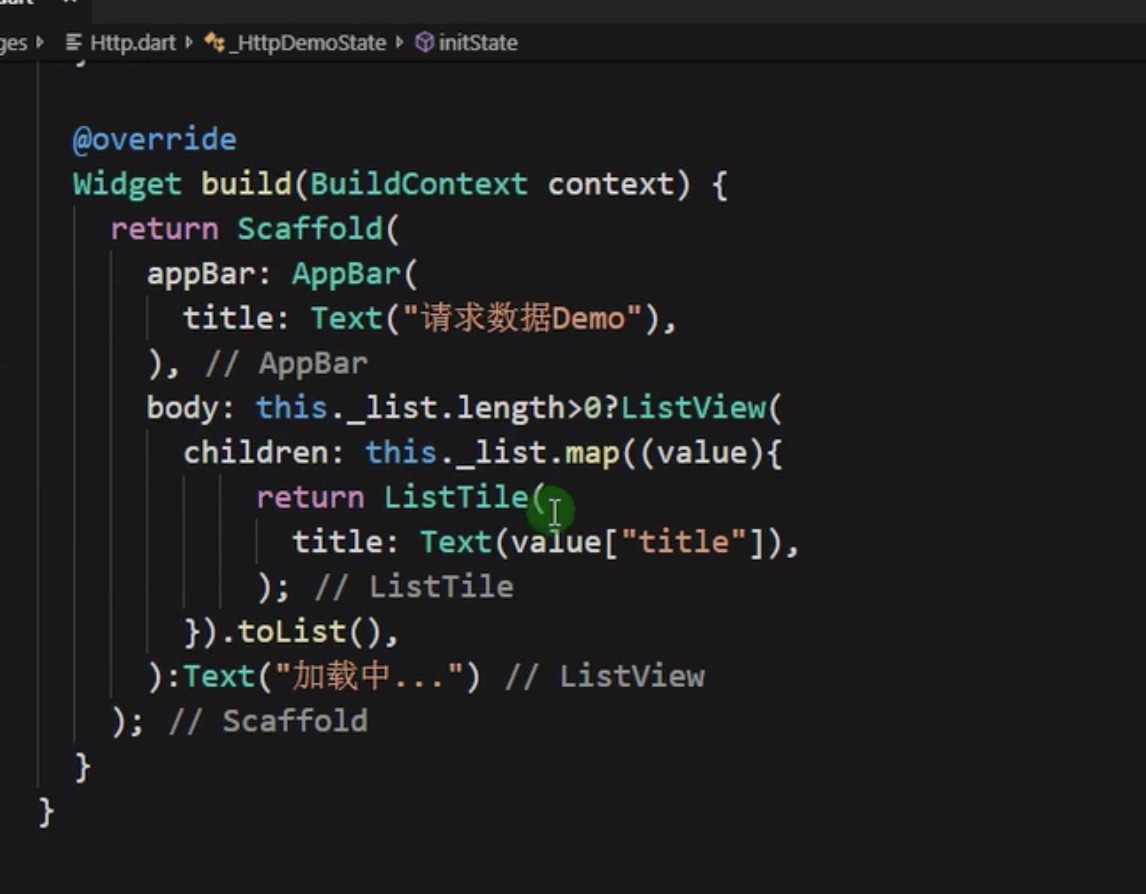 ges Http.dart _HttpDemoState initState
@override
Widget build(BuildContext context) {
return Scaffold(
appBar: AppBar(
title: Text("请求数据Demo"),
), // AppBar
body: this._list.length>0?ListView(
children: this._list.map((value){
return ListTile(
title: Text(value["title"]),
); // ListTile
}).toList(),
):Text("加载中...") // ListView
); // Scaffold
}
}